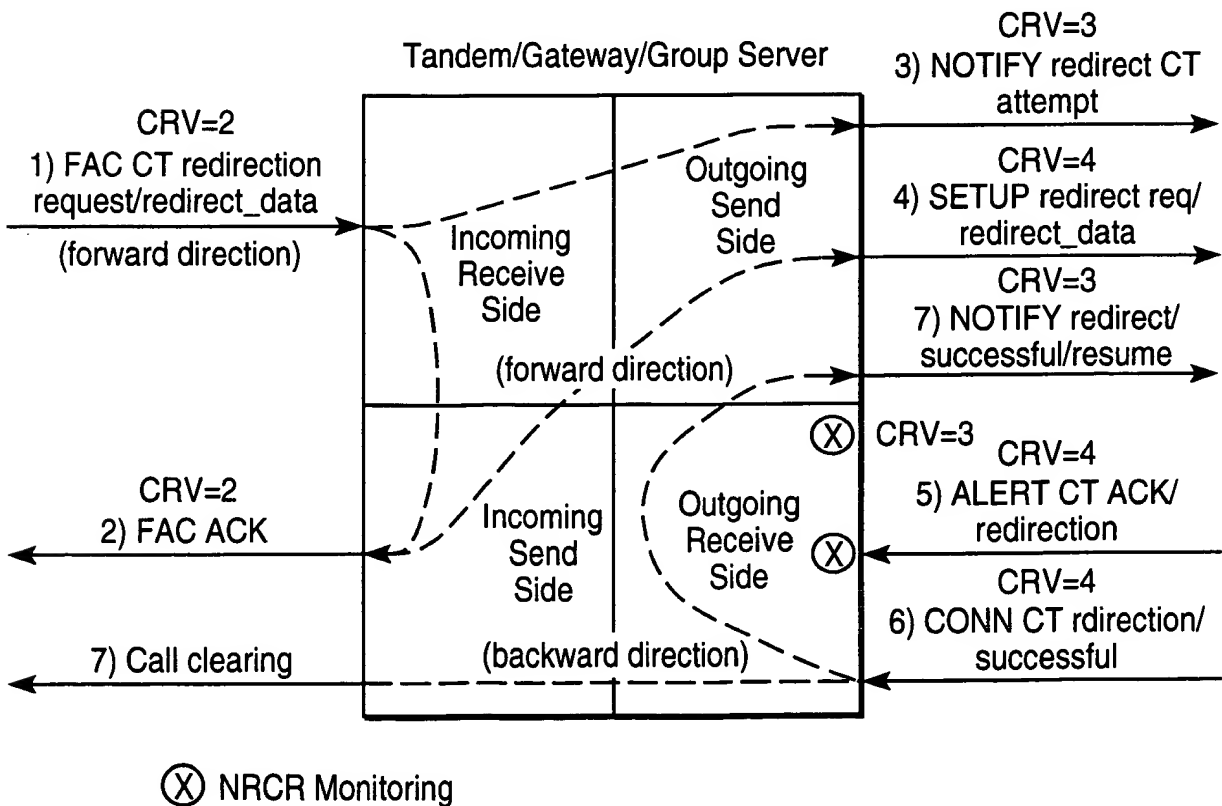 Tandem/Gateway/Group Server
CRV=2
1) FAC CT redirection
request/redirect_data
(forward direction)
CRV=3
3) NOTIFY redirect CT
attempt
CRV=4
4) SETUP redirect req/
redirect_data
CRV=3
7) NOTIFY redirect/
successful/resume
Incoming
Receive
Side
Outgoing
Send
Side
(forward direction)
CRV=2
2) FAC ACK
7) Call clearing
Incoming
Send
Side
Outgoing
Receive
Side
(backward direction)
X
CRV=3
X
CRV=4
5) ALERT CT ACK/
redirection
CRV=4
6) CONN CT rdirection/
successful
X NRCR Monitoring